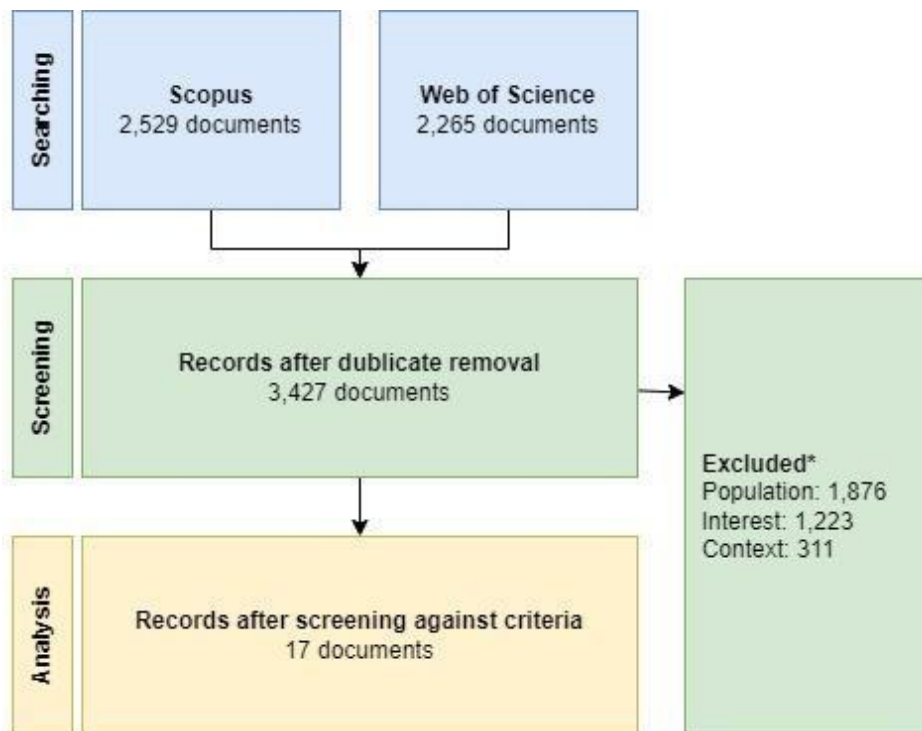 Searching
Scopus
2,529 documents
Web of Science
2,265 documents
Screening
Records after dublicate removal
3,427 documents
Excluded*
Population: 1,876
Interest: 1,223
Context: 311
Analysis
Records after screening against criteria
17 documents